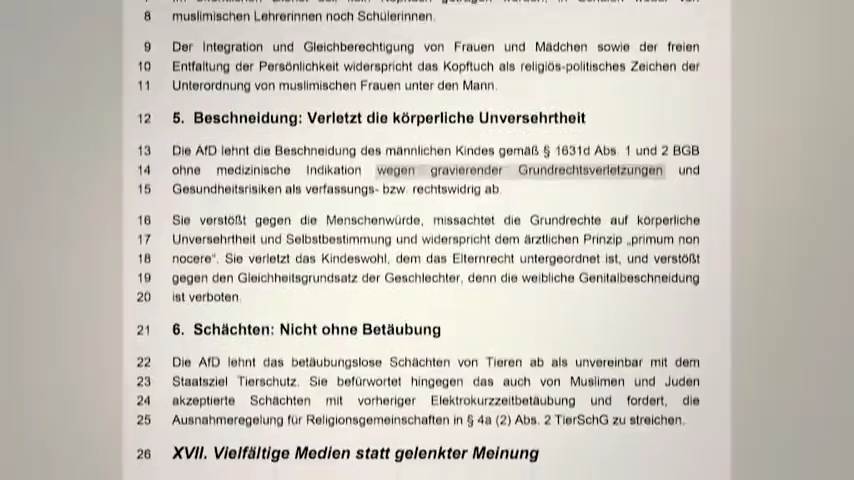 8 muslimischen Lehrerinnen noch Schülerinnen.
9 Der Integration und Gleichberechtigung von Frauen und Mädchen sowie der freien
10 Entfaltung der Persönlichkeit widerspricht das Kopftuch als religiös-politisches Zeichen der
11 Unterordnung von muslimischen Frauen unter den Mann.
12 5. Beschneidung: Verletzt die körperliche Unversehrtheit
13 Die AfD lehnt die Beschneidung des männlichen Kindes gemäß § 1631d Abs. 1 und 2 BGB
14 ohne medizinische Indikation wegen gravierender Grundrechtsverletzungen und
15 Gesundheitsrisiken als verfassungs- bzw. rechtswidrig ab.
16 Sie verstößt gegen die Menschenwürde, missachtet die Grundrechte auf körperliche
17 Unversehrtheit und Selbstbestimmung und widerspricht dem ärztlichen Prinzip „primum non
18 nocere“. Sie verletzt das Kindeswohl, dem das Elternrecht untergeordnet ist, und verstößt
19 gegen den Gleichheitsgrundsatz der Geschlechter, denn die weibliche Genitalbeschneidung
20 ist verboten.
21 6. Schächten: Nicht ohne Betäubung
22 Die AfD lehnt das betäubungslose Schächten von Tieren ab als unvereinbar mit dem
23 Staatsziel Tierschutz. Sie befürwortet hingegen das auch von Muslimen und Juden
24 akzeptierte Schächten mit vorheriger Elektrokurzzeitbetäubung und fordert, die
25 Ausnahmeregelung für Religionsgemeinschaften in § 4a (2) Abs. 2 TierSchG zu streichen.
26 XVII. Vielfältige Medien statt gelenkter Meinung